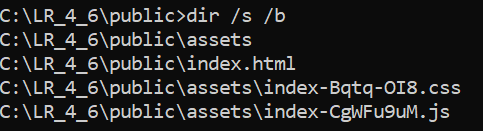 C:\LR_4_6\public>dir /s /b
C:\LR_4_6\public\assets
C:\LR_4_6\public\index.html
C:\LR_4_6\public\assets\index-Bqtq-OI8.css
C:\LR_4_6\public\assets\index-CgWFu9uM.js